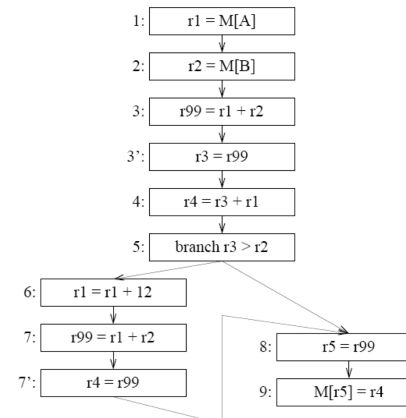 1: r1 = M[A]
2: r2 = M[B]
3: r99 = r1 + r2
3': r3 = r99
4: r4 = r3 + r1
5: branch r3 > r2
6: r1 = r1 + 12
7: r99 = r1 + r2
7': r4 = r99
8: r5 = r99
9: M[r5] = r4